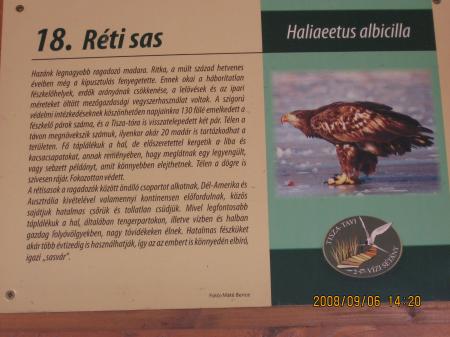 18. Réti sas
Haliaeetus albicilla
Hazánk legnagyobb ragadozó madara. Ritka, a múlt század hetvenes
éveiben még a kipusztulás fenyegette. Ennek okai a háborítatlan
fészkelőhelyek, erdők arányának csökkenése, a lelövések és az ipari
méreteket öltött mezőgazdasági vegyszerhasználat voltak. A szigorú
védelmi intézkedéseknek köszönhetően napjainkra 130 fölé emelkedett a
fészkelő párok száma, és a Tisza-tóra is visszatelepedett két pár. Télen a
tavon megnövekszik számuk, ilyenkor akár 20 madár is tartózkodhat a
területen. Fő táplálékuk a hal, de előszeretettel kergetik a liba és
kacsacsapatokat, annak reményében, hogy meglátnak egy legyengült,
vagy sebzett példányt, amit könnyebben elejthetnek. Télen a dögre is
szívesen rájár. Fokozottan védett.
A rétisasok a ragadozók között önálló csoportot alkotnak, Dél-Amerika és
Ausztrália kivételével valamennyi kontinensen előfordulnak, közös
sajátjuk hatalmas csőrük és tollatlan csüdjük. Mivel legfontosabb
táplálékuk a hal, általában tengerpartokon, illetve vízben és halban
gazdag folyóvölgyekben, nagy tóvidékeken élnek. Hatalmas fészküket
akár több évtizedig is használhatják, így az az embert is könnyedén elbíró,
igazi „sasvár”.
Fotó: Máté Bence
TISZA-TAVI
VÍZI SÉTÁNY
2008/09/06 14:20